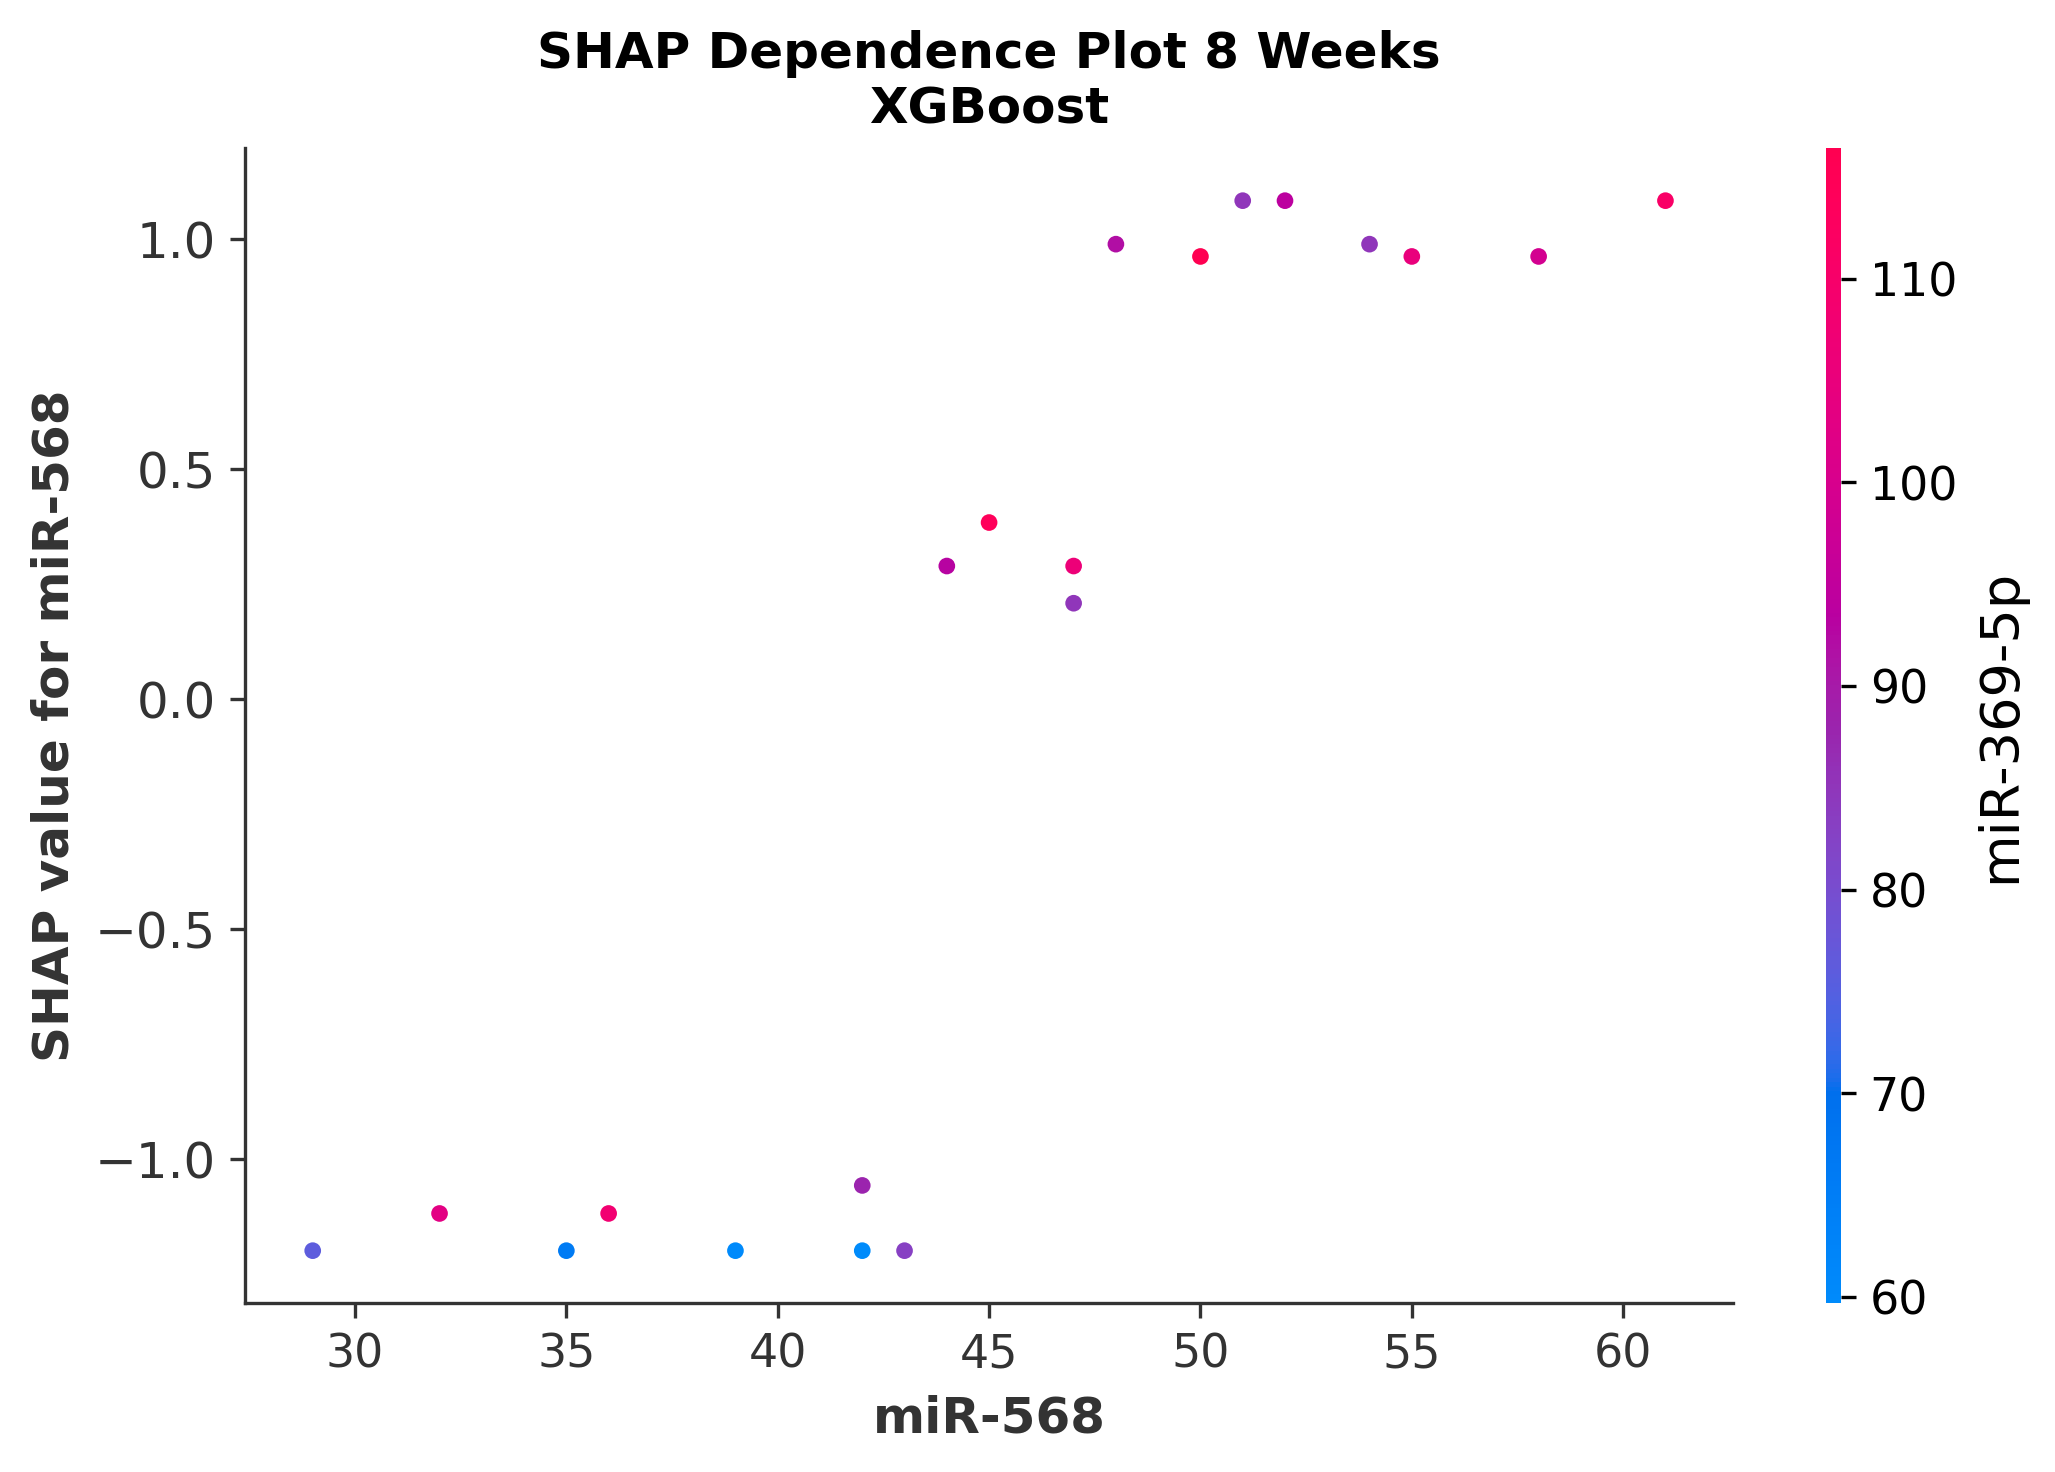 SHAP Dependence Plot 8 Weeks
XGBoost
SHAP value for miR-568
1.0
0.5
0.0
−0.5
−1.0
30 35 40 45 50 55 60
miR-568
110
100
90
80
70
60
miR-369-5p